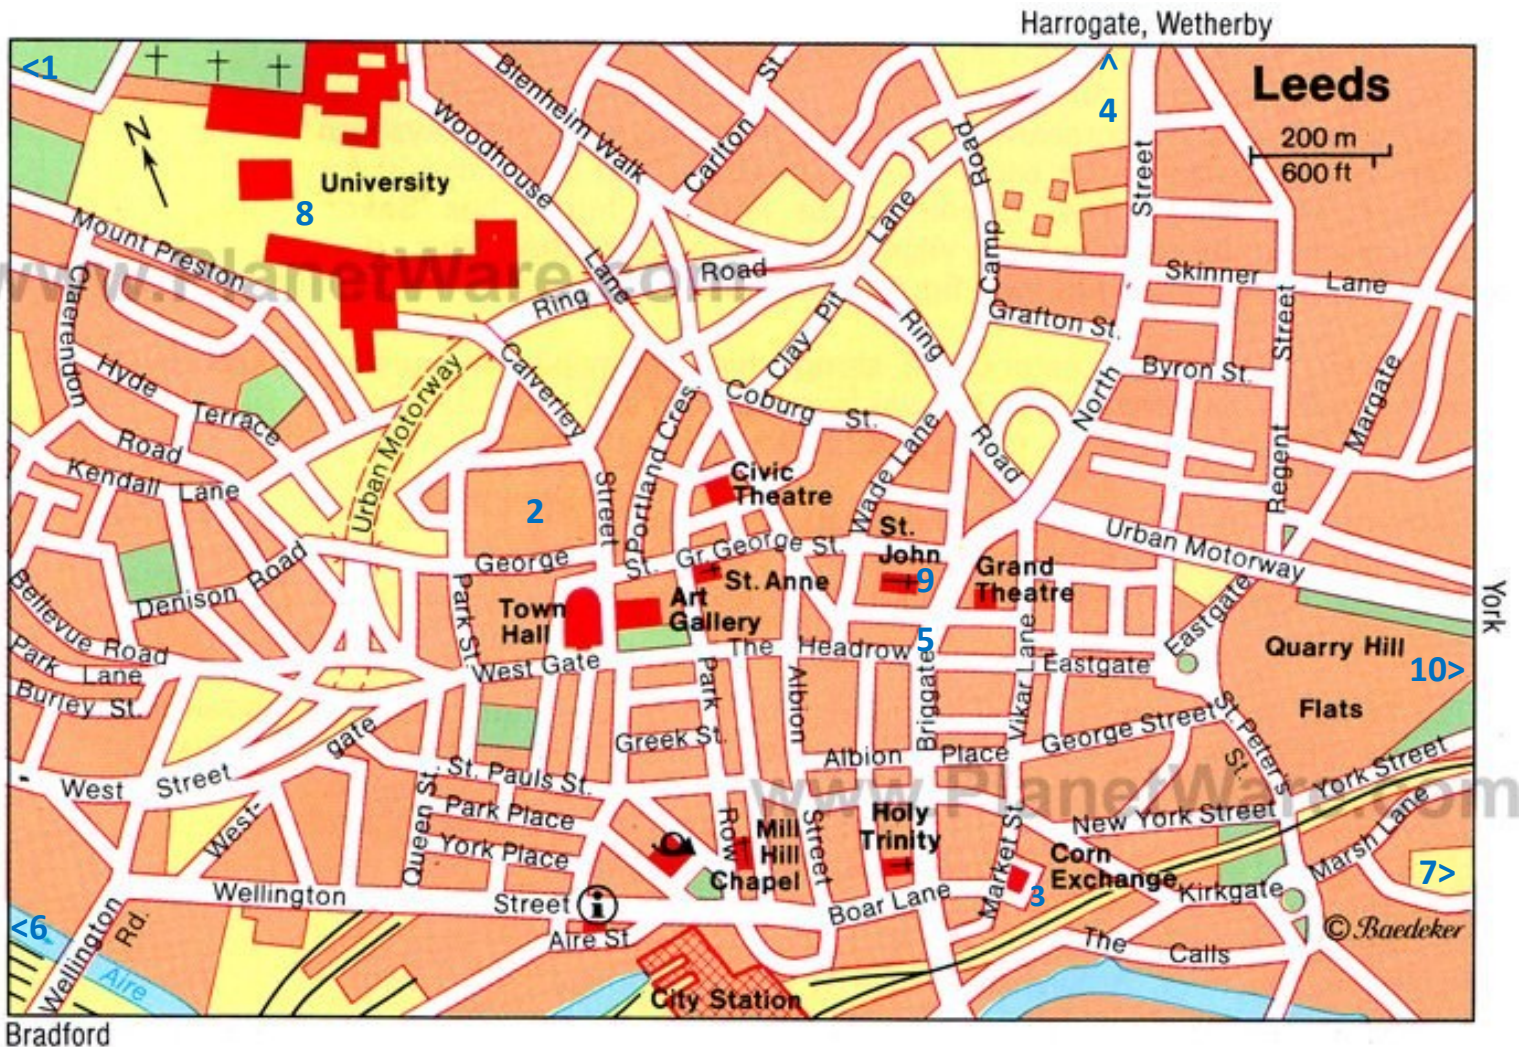 Harrogate, Wetherby
<1
^
4
Leeds
200 m
600 ft
N
Blenheim Walk
Woodhouse
Lane
Carlton
St.
Road
Street
University
8
Mount Preston
Lane
Camp
Road
Skinner
Lane
Ring
Clarendon
Clay Pit
Ring
Grafton St.
Street
Hyde
Terrace
Urban Motorway
Calverley
Coburg
St.
North
Byron St.
Margate
Road
Kendall
Lane
Portland Cres.
Civic
Theatre
Wade Lane
Road
Regent
Street
2
George
St.
Gr. George St.
St.
John
9
Grand
Theatre
Urban Motorway
York
Bellevue
Road
Denison
Road
Park St.
Town
Hall
Art
Gallery
St. Anne
Eastgate
Quarry Hill
Flats
10>
Park
Lane
Burley St.
West Gate
The
Headrow
5
Eastgate
Park
Albion
Briggate
Vikar Lane
St. Peter's
St.
gate
Greek St.
Albion
Place
George Street
York Street
West
Street
St. Pauls St.
www.PlanetWare.com
www.PlanetWare.com
West-
Queen St.
Park Place
York Place
Row
Mill
Hill
Chapel
Street
Holy
Trinity
Market St.
New York Street
Corn
Exchange
3
Marsh Lane
7>
Kirkgate
Wellington
Street
i
Boar Lane
© Baedeker
<6
Wellington
Rd.
Aire St
The
Calls
Aire
City Station
Bradford